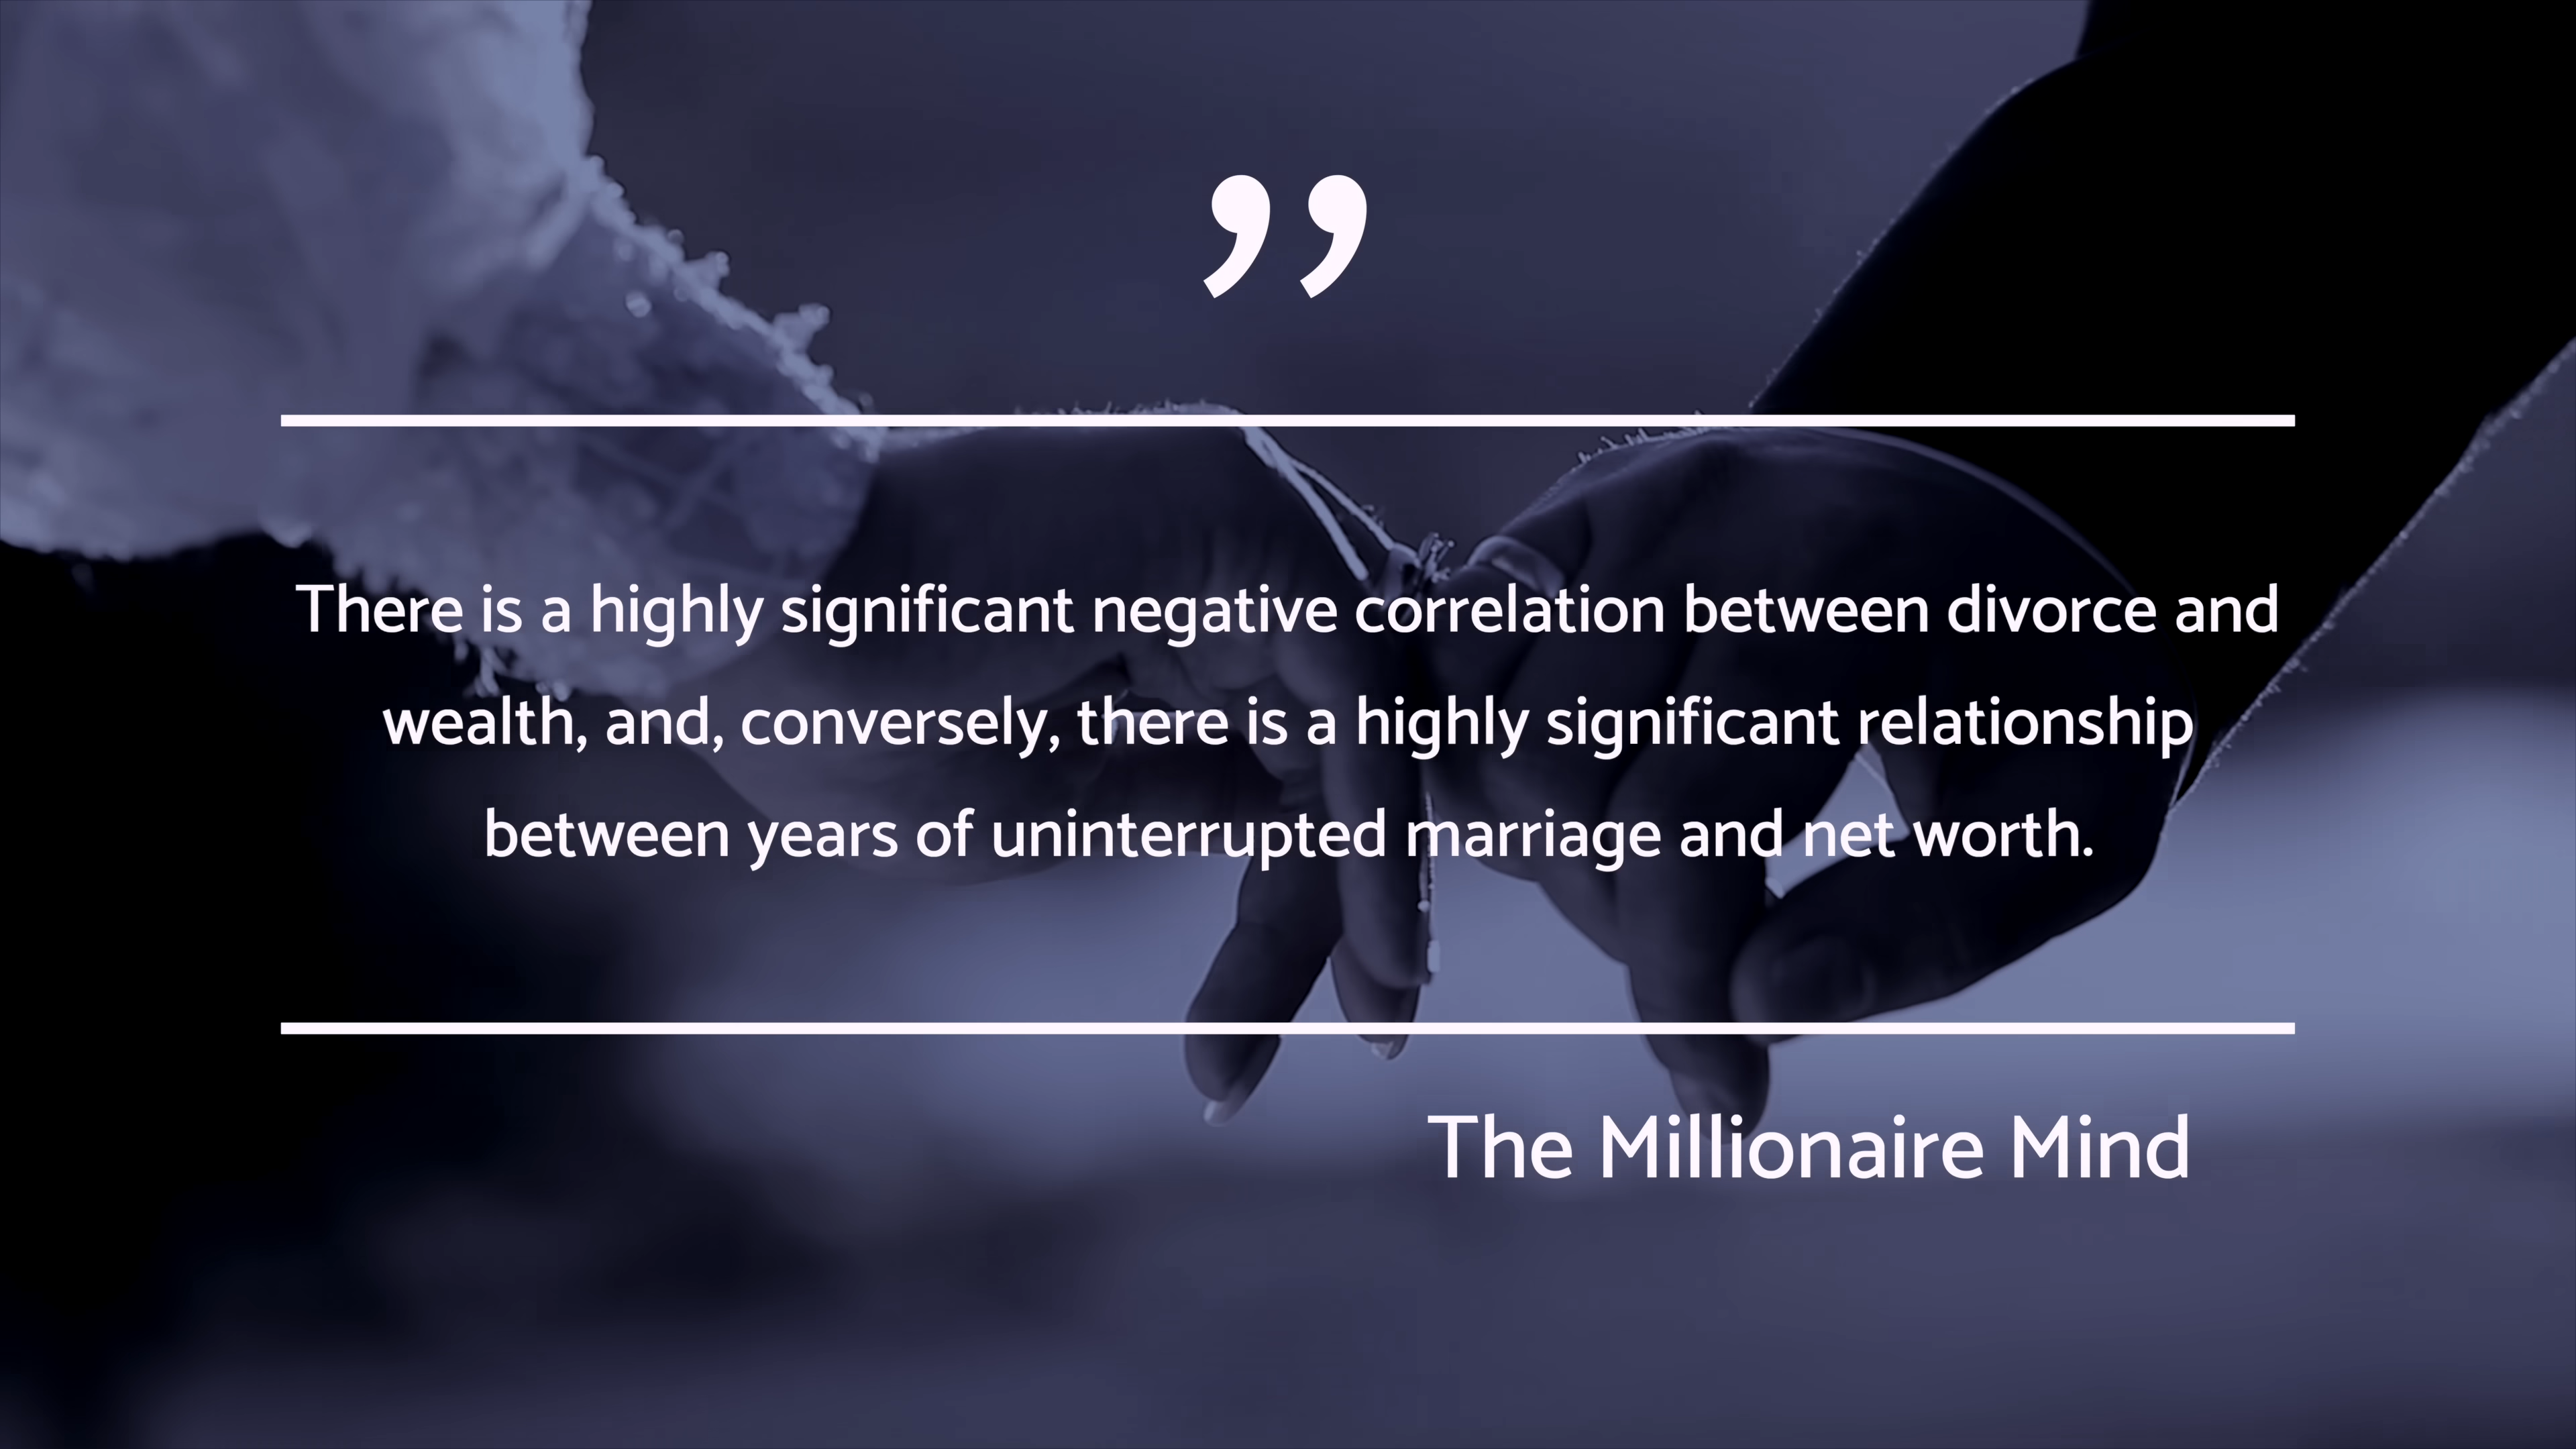 ”
There is a highly significant negative correlation between divorce and
wealth, and, conversely, there is a highly significant relationship
between years of uninterrupted marriage and net worth.
The Millionaire Mind